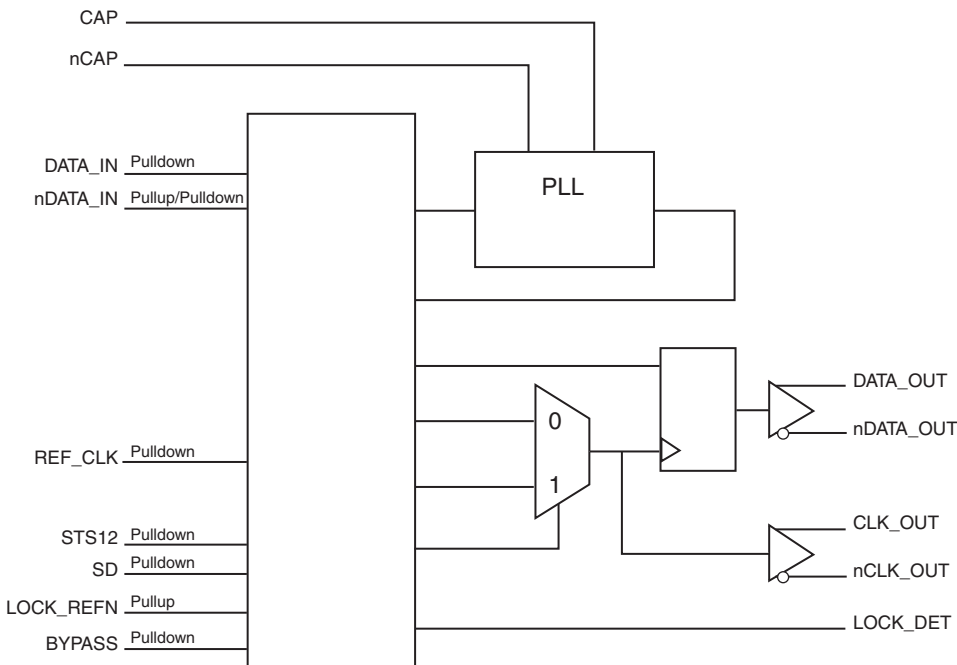 CAP
nCAP
DATA_IN Pulldown
nDATA_IN Pullup/Pulldown
PLL
DATA_OUT
nDATA_OUT
0
REF_CLK Pulldown
1
STS12 Pulldown
CLK_OUT
SD Pulldown
nCLK_OUT
LOCK_REFN Pullup
LOCK_DET
BYPASS Pulldown